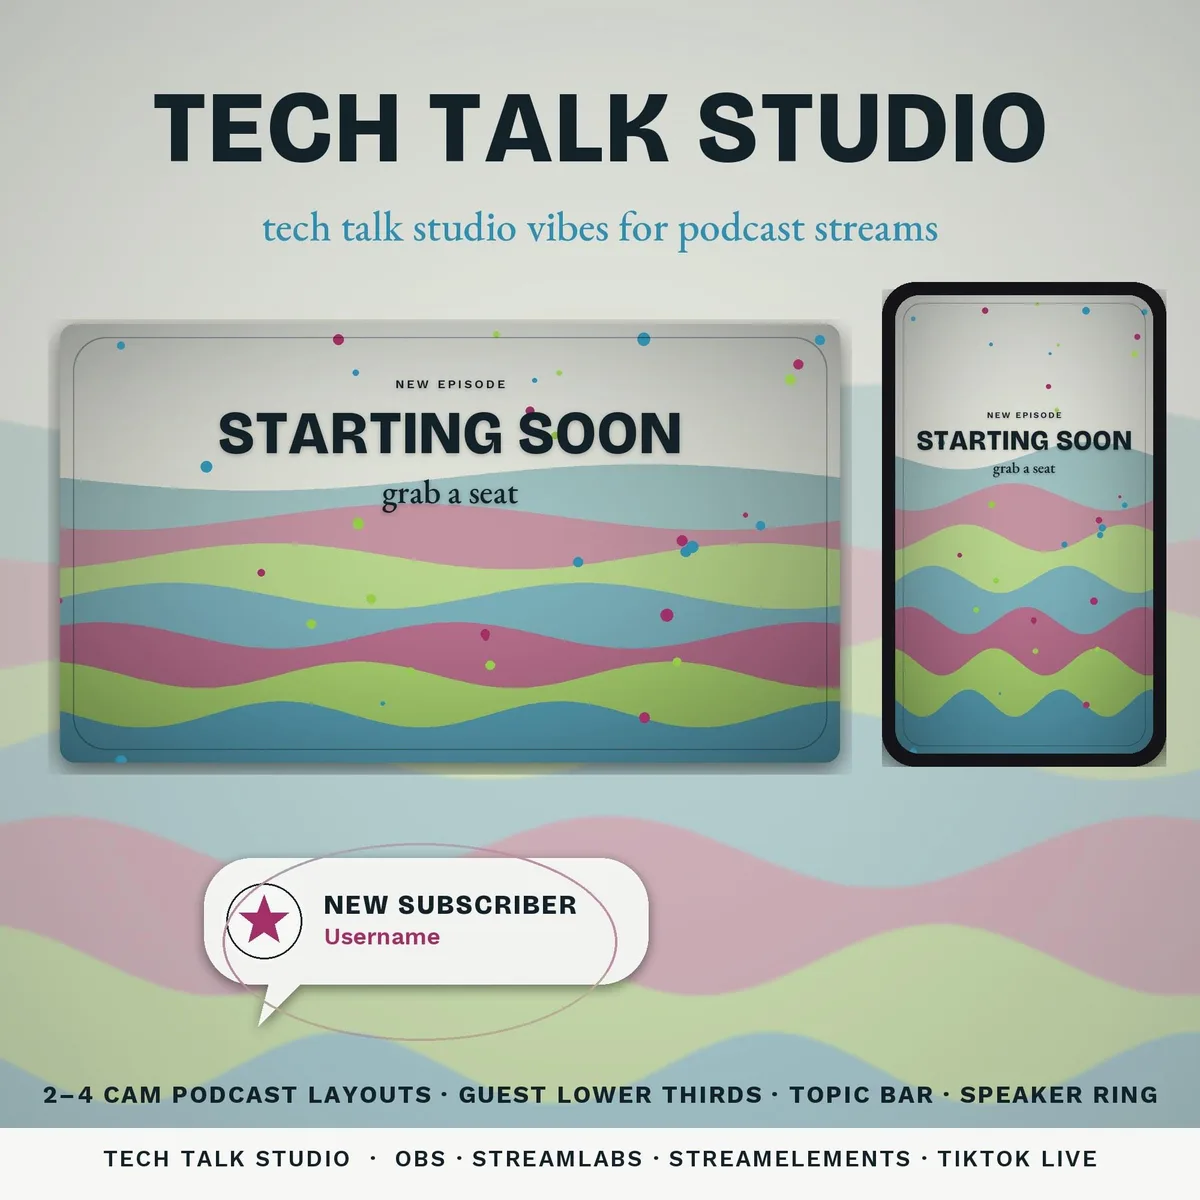 TECH TALK STUDIO
tech talk studio vibes for podcast streams
NEW EPISODE
STARTING SOON
grab a seat
NEW EPISODE
STARTING SOON
grab a seat
NEW SUBSCRIBER
Username
2–4 CAM PODCAST LAYOUTS · GUEST LOWER THIRDS · TOPIC BAR · SPEAKER RING
TECH TALK STUDIO · OBS · STREAMLABS · STREAMELEMENTS · TIKTOK LIVE